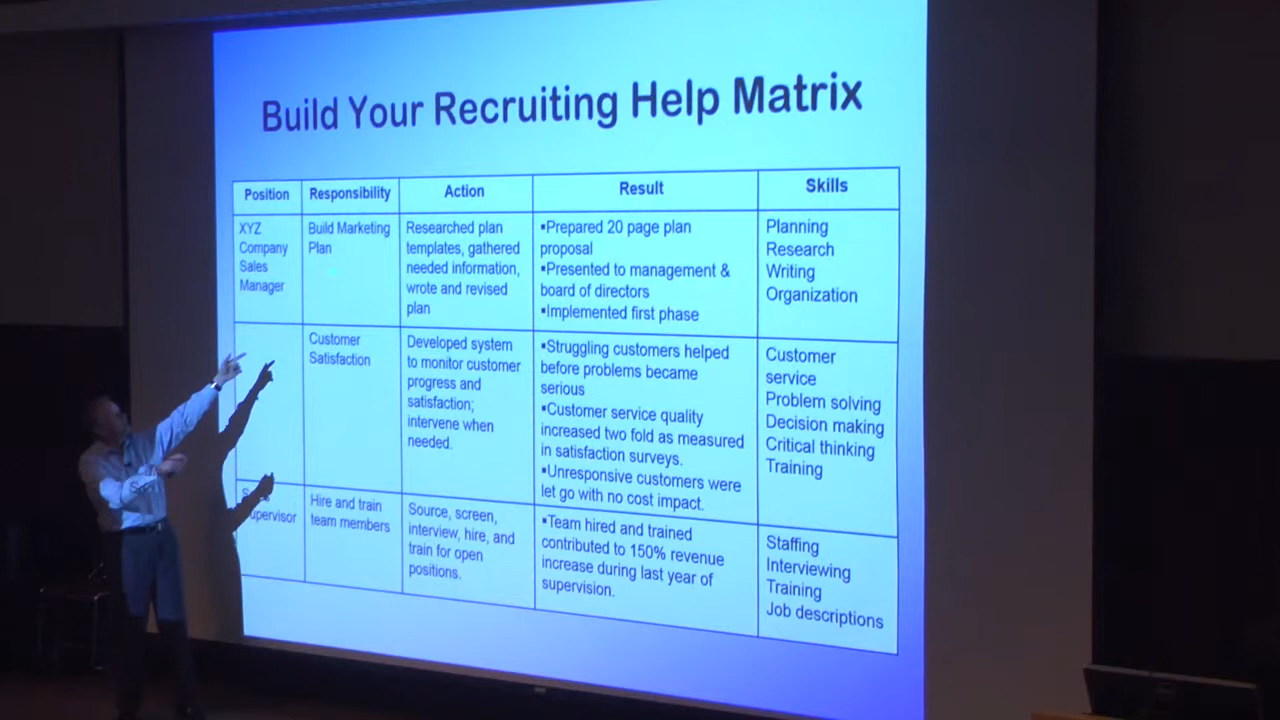 Build Your Recruiting Help Matrix
Position
Responsibility
Action
Result
Skills
XYZ
Company
Sales
Manager
Build Marketing
Plan
Researched plan
templates, gathered
needed information,
wrote and revised
plan
▪Prepared 20 page plan
proposal
▪Presented to management &
board of directors
▪Implemented first phase
Planning
Research
Writing
Organization
Customer
Satisfaction
Developed system
to monitor customer
progress and
satisfaction;
intervene when
needed.
▪Struggling customers helped
before problems became
serious
▪Customer service quality
increased two fold as measured
in satisfaction surveys.
▪Unresponsive customers were
let go with no cost impact.
Customer
service
Problem solving
Decision making
Critical thinking
Training
Hire and train
team members
Source, screen,
interview, hire, and
train for open
positions.
▪Team hired and trained
contributed to 150% revenue
increase during last year of
supervision.
Staffing
Interviewing
Training
Job descriptions